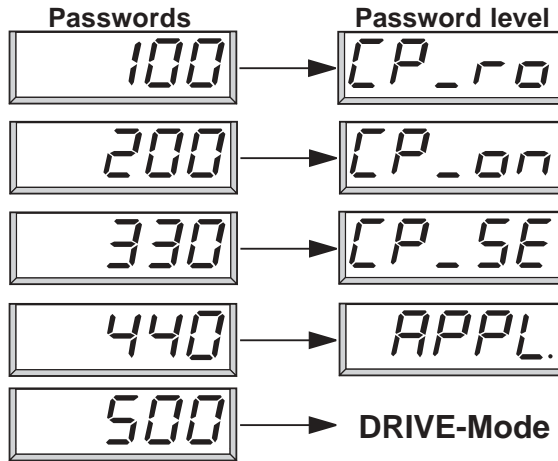 Passwords Password level
100 CP_ro
200 CP_on
330 CP_SE
440 APPL.
500 DRIVE-Mode